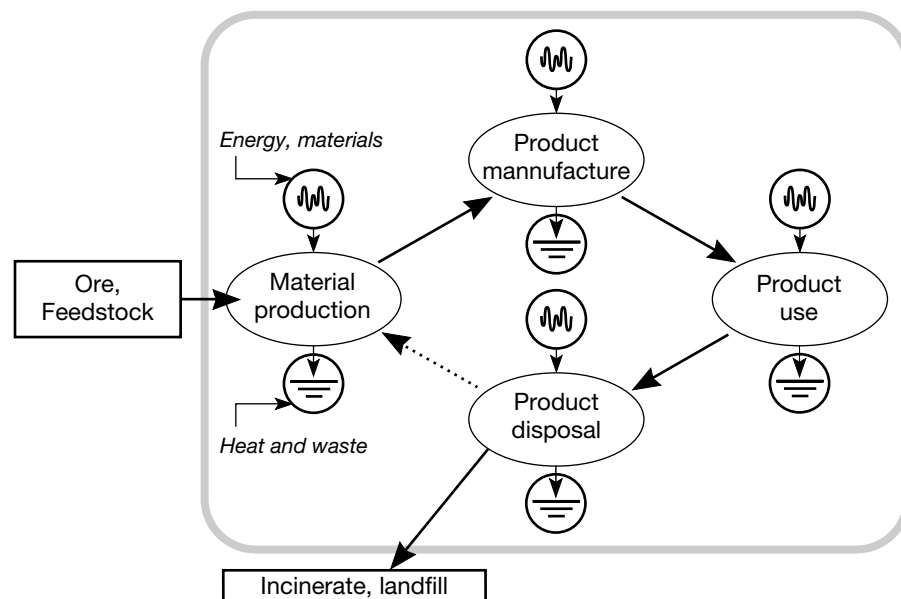 Product
mannufacture
Energy, materials
Ore,
Feedstock
Material
production
Product
use
Product
disposal
Heat and waste
Incinerate, landfill